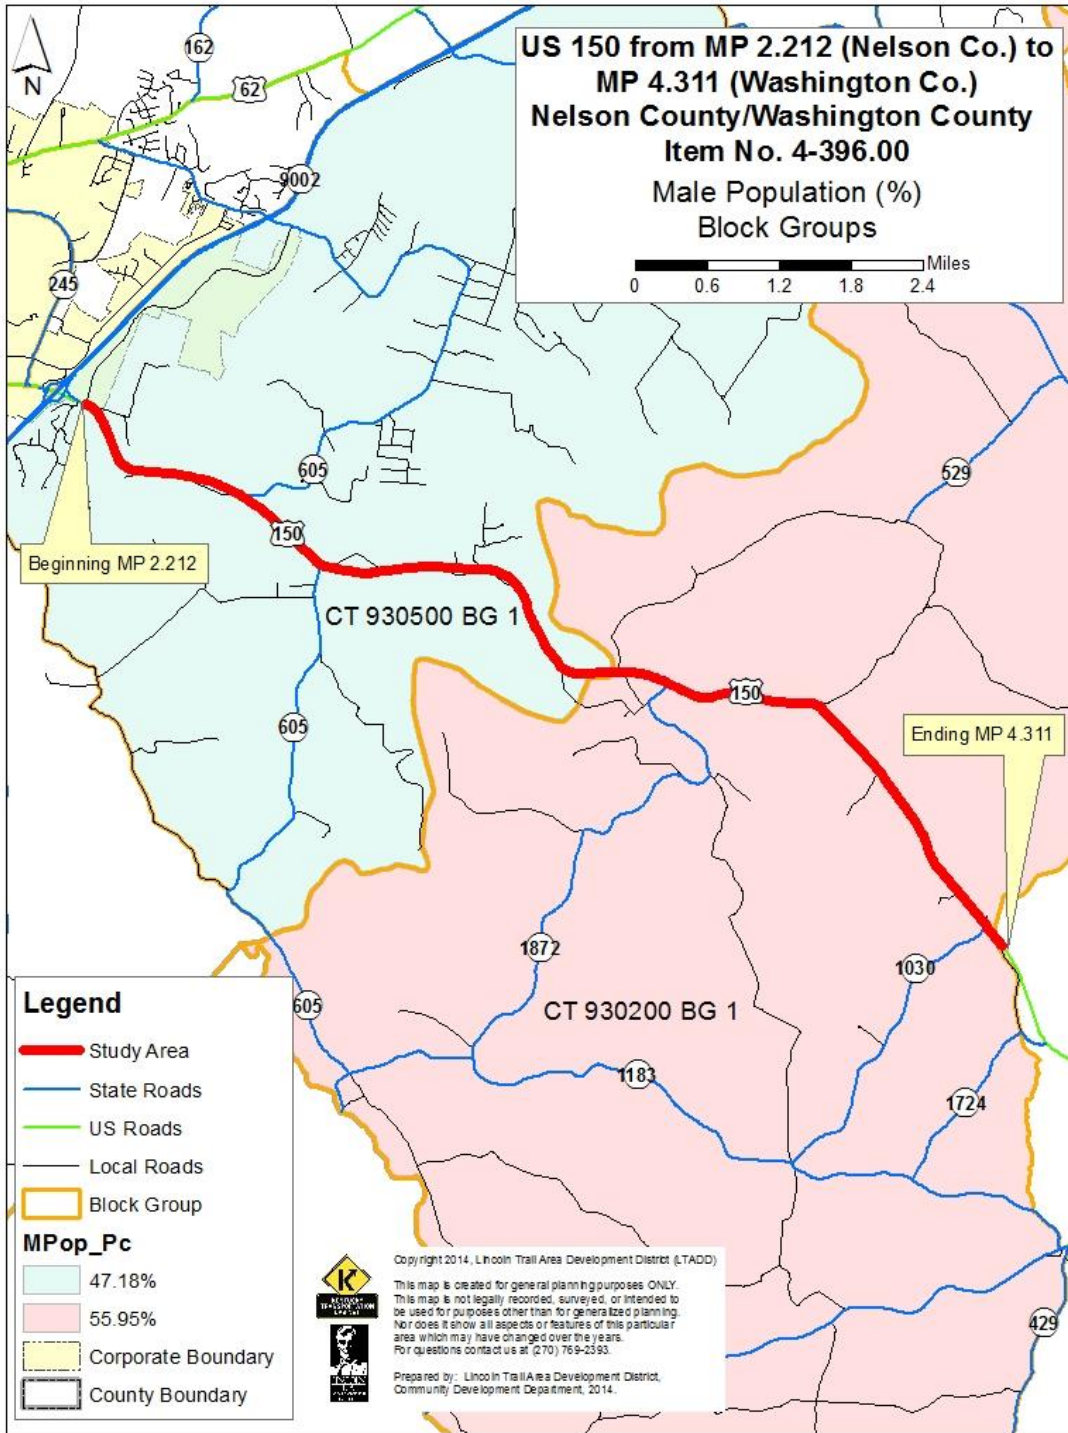 US 150 from MP 2.212 (Nelson Co.) to
MP 4.311 (Washington Co.)
Nelson County/Washington County
Item No. 4-396.00
Male Population (%)
Block Groups
Miles
0 0.6 1.2 1.8 2.4
N
162
62
9002
245
529
605
150
Beginning MP 2.212
CT 930500 BG 1
150
605
Ending MP 4.311
1872
1030
605
CT 930200 BG 1
1183
1724
429
Legend
Study Area
State Roads
US Roads
Local Roads
Block Group
MPop_Pc
47.18%
55.95%
Corporate Boundary
County Boundary
KENTUCKY
TRANSPORTATION
Copyright 2014, Lincoln Trail Area Development District (LTADD)
This map is created for general planning purposes ONLY.
This map is not legally recorded, surveyed, or intended to
be used for purposes other than for generalized planning.
Nor does it show all aspects or features of this particular
area which may have changed over the years.
For questions contact us at (270) 769-2393.
Prepared by: Lincoln Trail Area Development District,
Community Development Department, 2014.